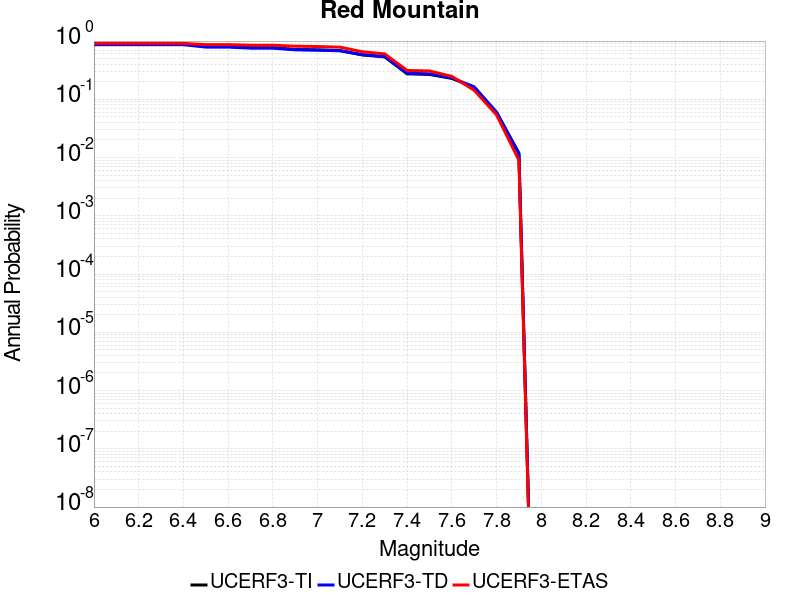 Red Mountain
10^0
10^-1
10^-2
10^-3
10^-4
10^-5
10^-6
10^-7
10^-8
Annual Probability
6 6.2 6.4 6.6 6.8 7 7.2 7.4 7.6 7.8 8 8.2 8.4 8.6 8.8 9
Magnitude
UCERF3-TI UCERF3-TD UCERF3-ETAS